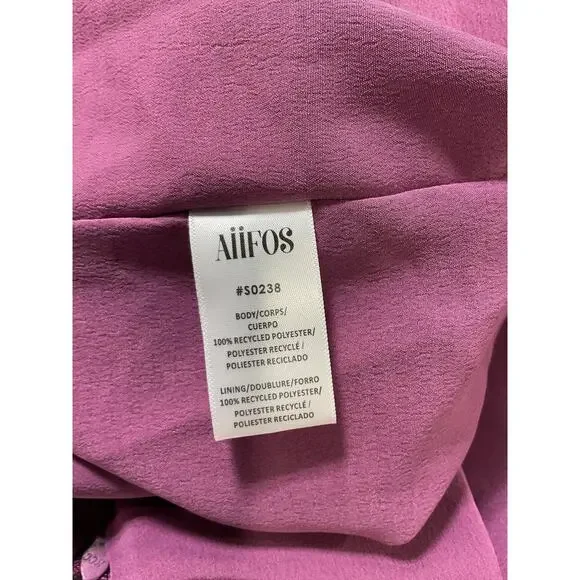 AiiFOS
#S0238
BODY/CORPS/
CUERPO
100% RECYCLED POLYESTER/
POLYESTER RECYCLÉ /
POLIESTER RECICLADO
LINING/DOUBLURE/FORRO
100% RECYCLED POLYESTER/
POLYESTER RECYCLÉ /
POLIESTER RECICLADO